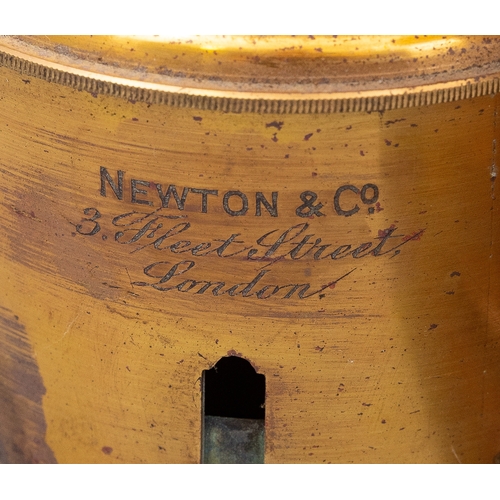 NEWTON & Co.
3, Fleet Street,
London.